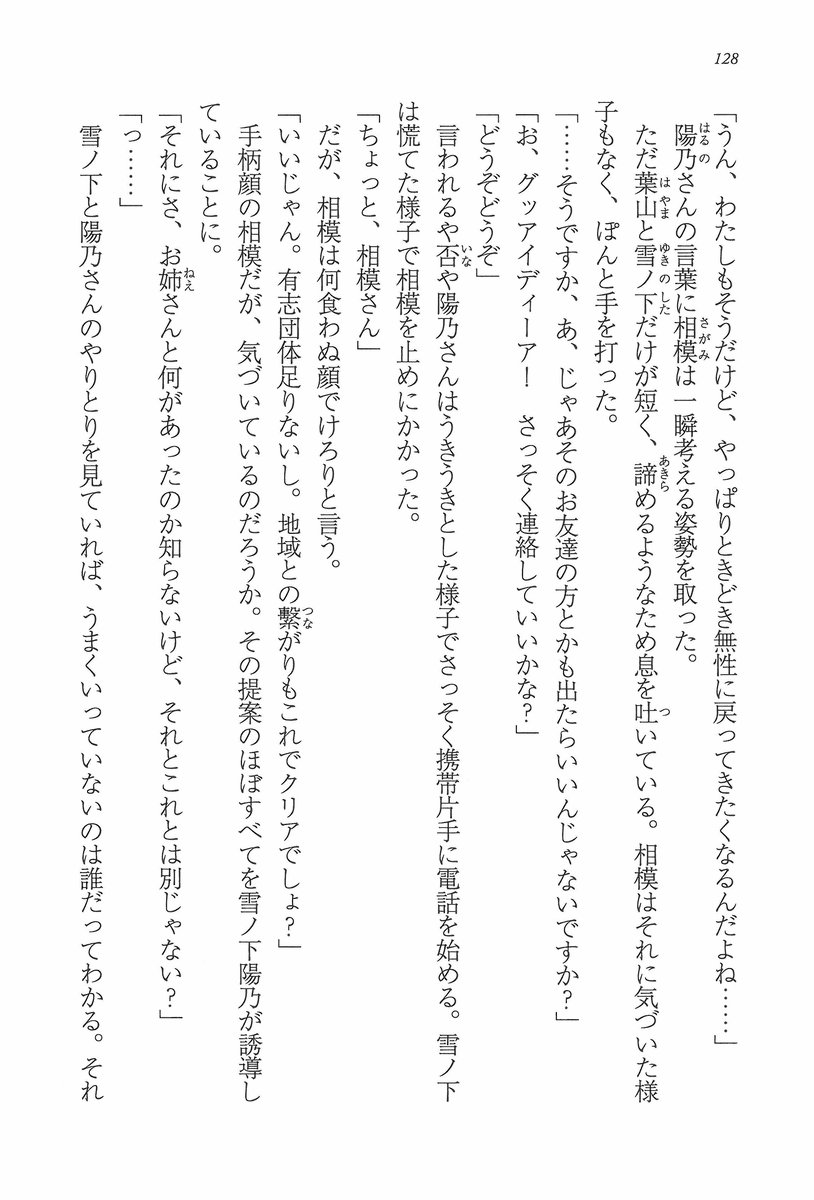 128
「うん、わたしもそうだけど、やっぱりときどき無性に戻ってきたくなるんだよね……」
陽乃さんの言葉に相模は一瞬考える姿勢を取った。
ただ葉山と雪ノ下だけが短く、諦めるようなため息を吐いている。相模はそれに気づいた様
子もなく、ぽんと手を打った。
「……そうですか、あ、じゃあそのお友達の方とかも出たらいいんじゃないですか?」
「お、グッアイディーア!　さっそく連絡していいかな?」
「どうぞどうぞ」
言われるや否や陽乃さんはうきうきとした様子でさっそく携帯片手に電話を始める。雪ノ下
は慌てた様子で相模を止めにかかった。
「ちょっと、相模さん」
だが、相模は何食わぬ顔でけろりと言う。
「いいじゃん。有志団体足りないし。地域との繫がりもこれでクリアでしょ?」
手柄顔の相模だが、気づいているのだろうか。その提案のほぼすべてを雪ノ下陽乃が誘導し
ていることに。
「それにさ、お姉さんと何があったのか知らないけど、それとこれとは別じゃない?」
「っ……」
雪ノ下と陽乃さんのやりとりを見ていれば、うまくいっていないのは誰だってわかる。それ